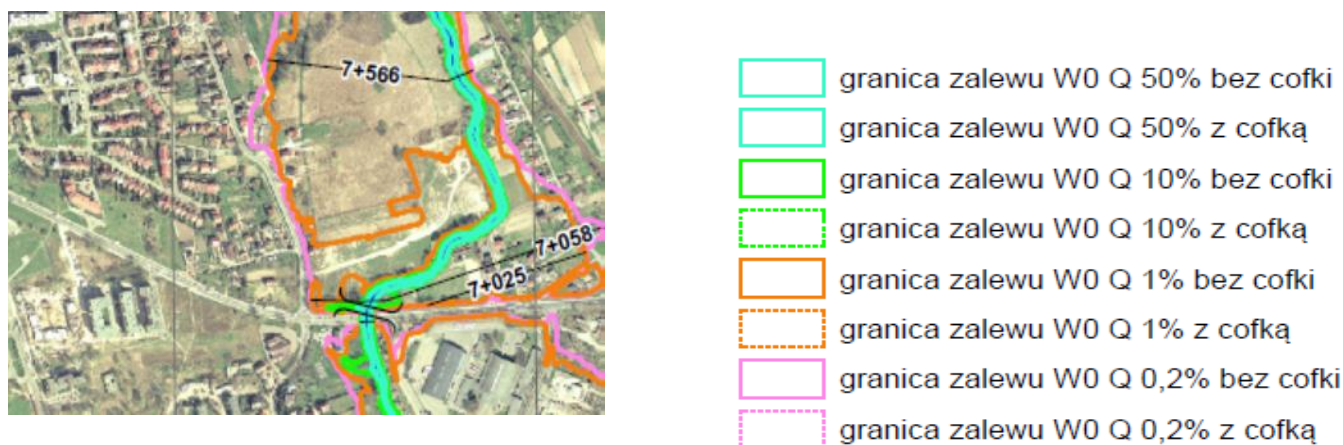 7+566
7+058
7+025
granica zalewu W0 Q 50% bez cofki
granica zalewu W0 Q 50% z cofką
granica zalewu W0 Q 10% bez cofki
granica zalewu W0 Q 10% z cofką
granica zalewu W0 Q 1% bez cofki
granica zalewu W0 Q 1% z cofką
granica zalewu W0 Q 0,2% bez cofki
granica zalewu W0 Q 0,2% z cofką